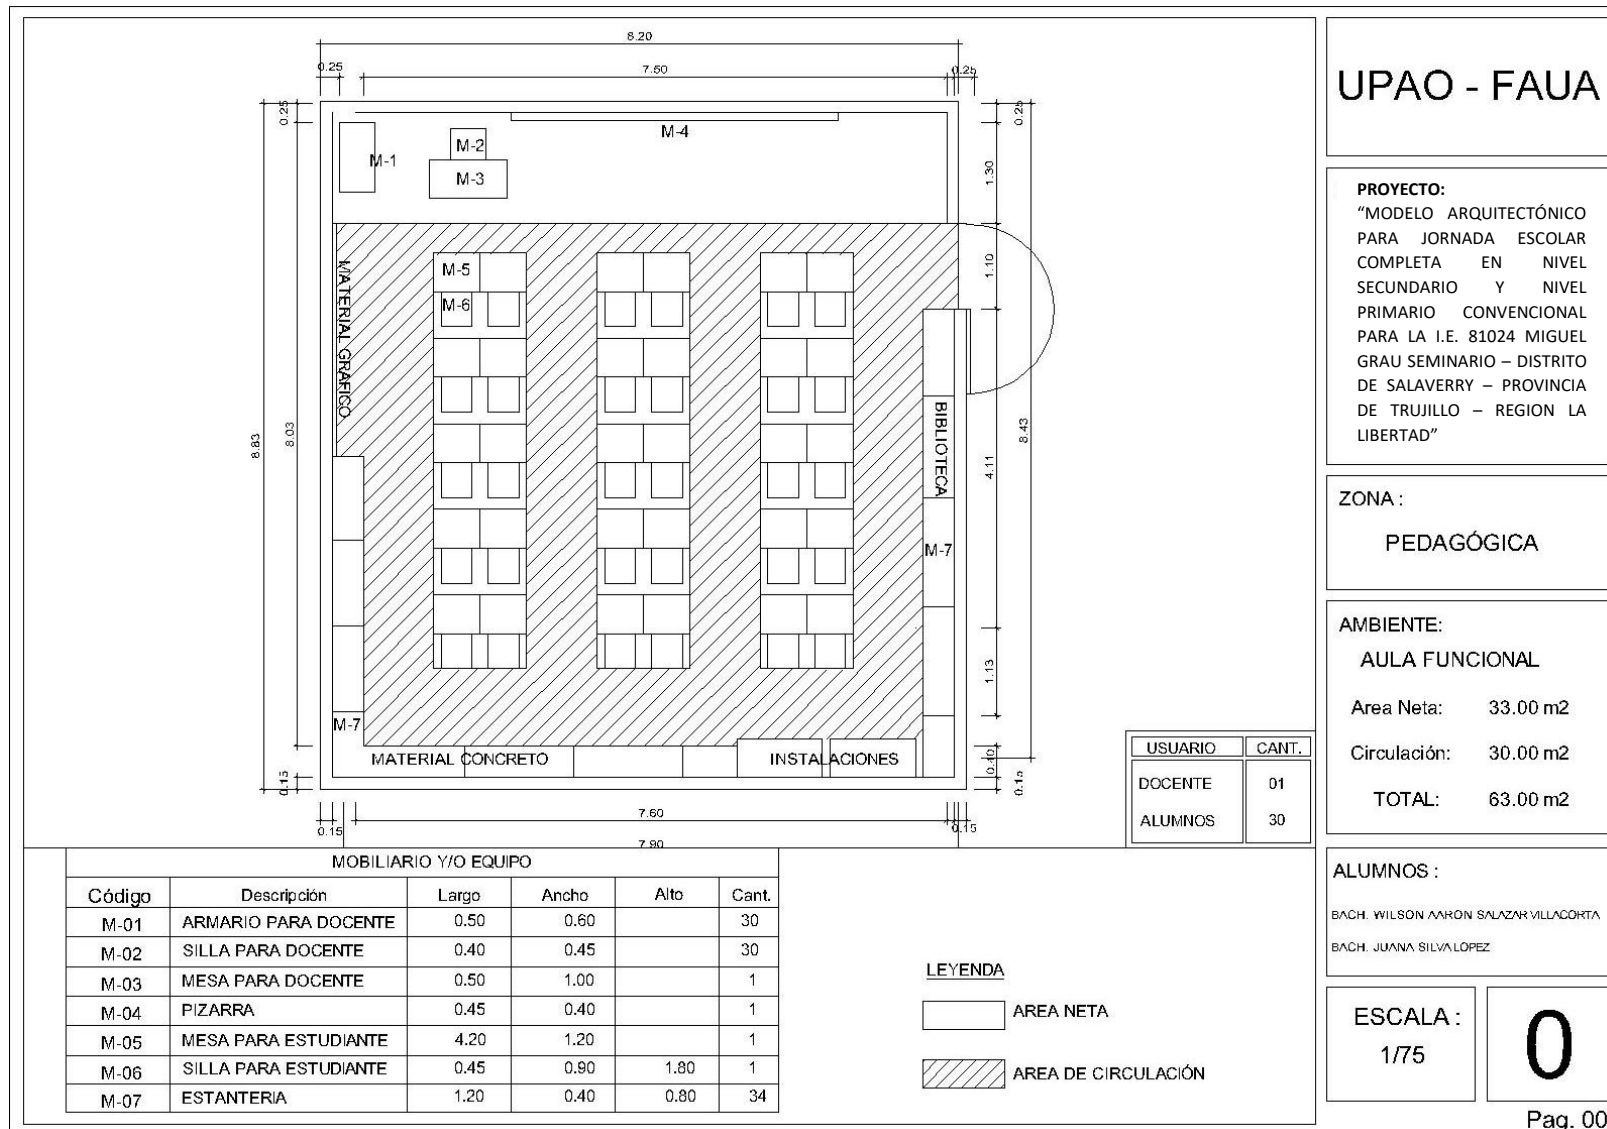 8.20
0.25
7.50
0.25
0.25
0.25
M-4
M-1
M-2
M-3
1.30
MATERIAL GRAFICO
M-5
M-6
1.10
BIBLIOTECA
8.83
8.03
4.11
8.43
M-7
1.13
M-7
MATERIAL CONCRETO
INSTALACIONES
0.40
0.15
0.15
0.15
7.60
0.15
7.90
USUARIO CANT.
DOCENTE 01
ALUMNOS 30
MOBILIARIO Y/O EQUIPO
Código Descripción Largo Ancho Alto Cant.
M-01 ARMARIO PARA DOCENTE 0.50 0.60 30
M-02 SILLA PARA DOCENTE 0.40 0.45 30
M-03 MESA PARA DOCENTE 0.50 1.00 1
M-04 PIZARRA 0.45 0.40 1
M-05 MESA PARA ESTUDIANTE 4.20 1.20 1
M-06 SILLA PARA ESTUDIANTE 0.45 0.90 1.80 1
M-07 ESTANTERIA 1.20 0.40 0.80 34
LEYENDA
AREA NETA
AREA DE CIRCULACIÓN
UPAO - FAUA
PROYECTO:
“MODELO ARQUITECTÓNICO
PARA JORNADA ESCOLAR
COMPLETA EN NIVEL
SECUNDARIO Y NIVEL
PRIMARIO CONVENCIONAL
PARA LA I.E. 81024 MIGUEL
GRAU SEMINARIO – DISTRITO
DE SALAVERRY – PROVINCIA
DE TRUJILLO – REGION LA
LIBERTAD”
ZONA :
PEDAGÓGICA
AMBIENTE:
AULA FUNCIONAL
Area Neta: 33.00 m2
Circulación: 30.00 m2
TOTAL: 63.00 m2
ALUMNOS :
BACH. WILSON AARON SALAZAR VILLACORTA
BACH. JUANA SILVA LOPEZ
ESCALA :
1/75
0
Pag. 00